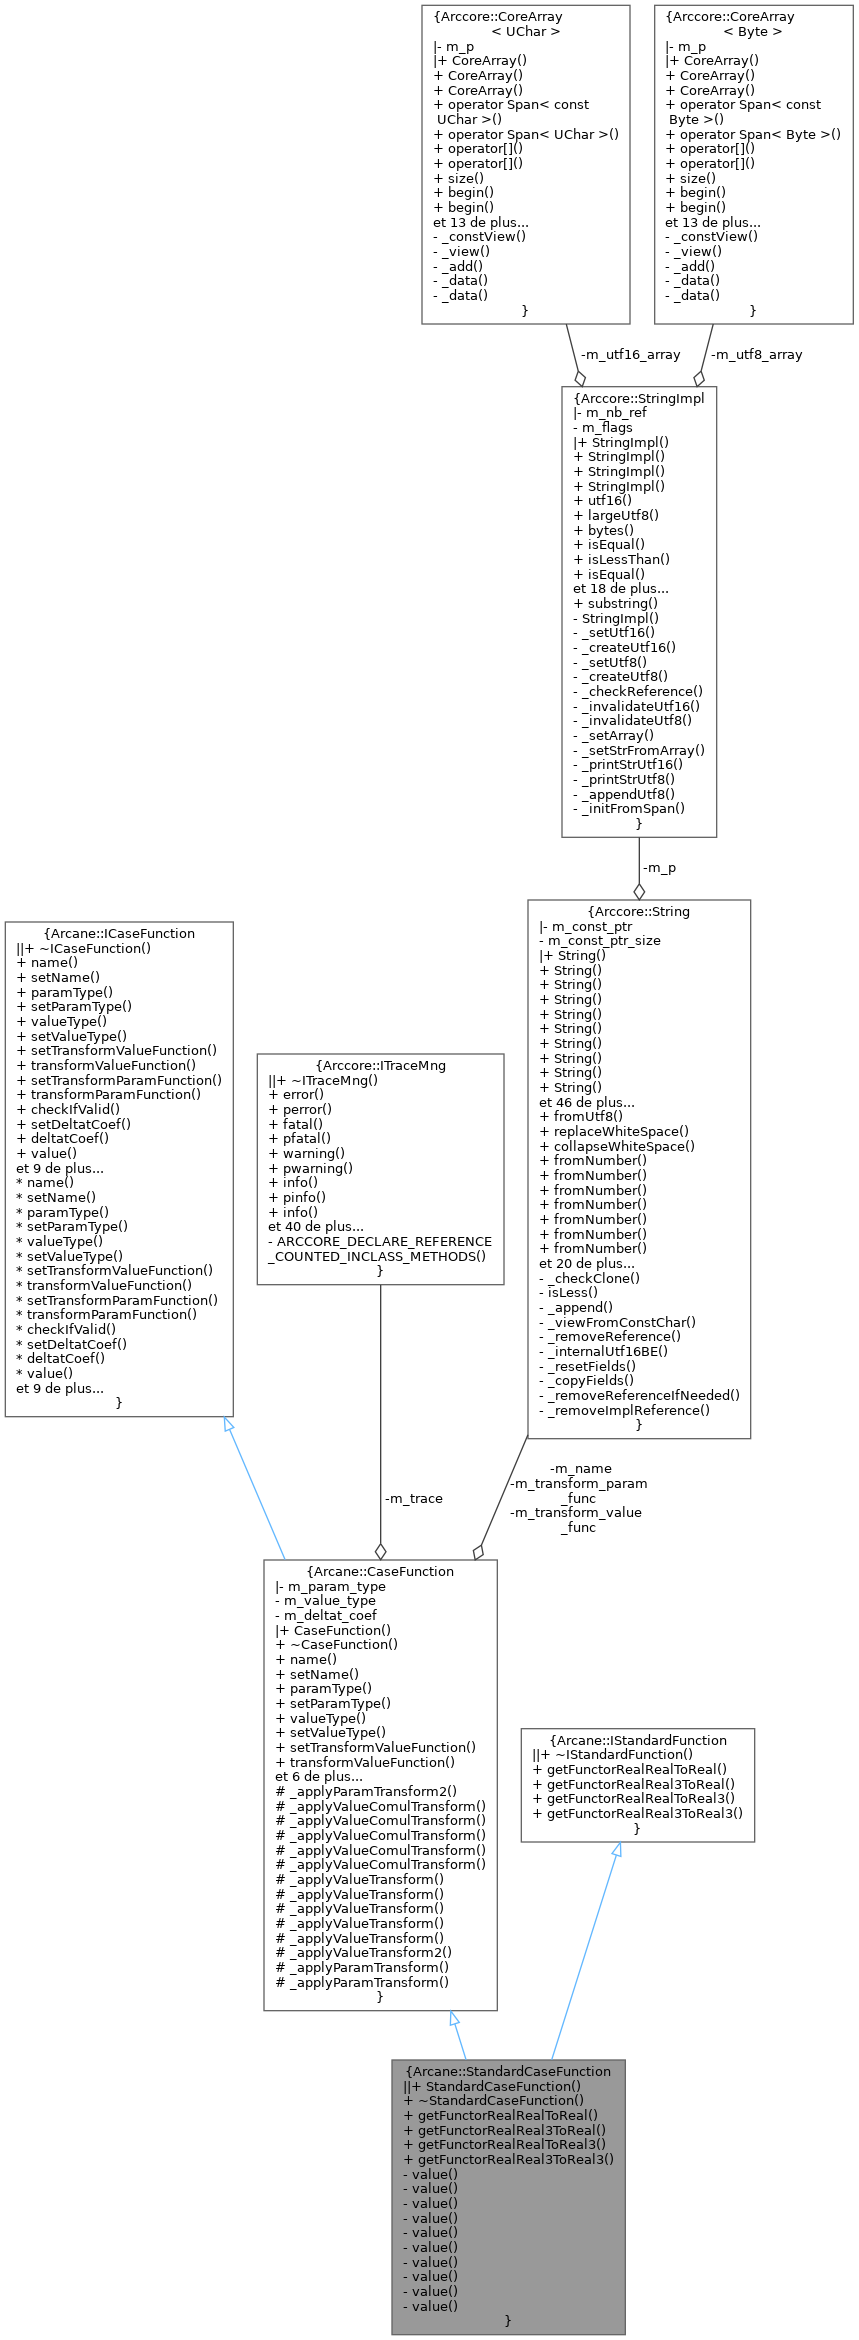 {Arccore::CoreArray
< UChar >
|- m_p
|+ CoreArray()
+ CoreArray()
+ CoreArray()
+ operator Span< const
UChar >()
+ operator Span< UChar >()
+ operator[]()
+ operator[]()
+ size()
+ begin()
+ begin()
et 13 de plus...
- _constView()
- _view()
- _add()
- _data()
- _data()
}
{Arccore::CoreArray
< Byte >
|- m_p
|+ CoreArray()
+ CoreArray()
+ CoreArray()
+ operator Span< const
Byte >()
+ operator Span< Byte >()
+ operator[]()
+ operator[]()
+ size()
+ begin()
+ begin()
et 13 de plus...
- _constView()
- _view()
- _add()
- _data()
- _data()
}
-m_utf16_array
-m_utf8_array
{Arccore::StringImpl
|- m_nb_ref
- m_flags
|+ StringImpl()
+ StringImpl()
+ StringImpl()
+ StringImpl()
+ utf16()
+ largeUtf8()
+ bytes()
+ isEqual()
+ isLessThan()
+ isEqual()
et 18 de plus...
+ substring()
- StringImpl()
- _setUtf16()
- _createUtf16()
- _setUtf8()
- _createUtf8()
- _checkReference()
- _invalidateUtf16()
- _invalidateUtf8()
- _setArray()
- _setStrFromArray()
- _printStrUtf16()
- _printStrUtf8()
- _appendUtf8()
- _initFromSpan()
}
-m_p
{Arccore::String
|- m_const_ptr
- m_const_ptr_size
|+ String()
+ String()
+ String()
+ String()
+ String()
+ String()
+ String()
+ String()
+ String()
+ String()
et 46 de plus...
+ fromUtf8()
+ replaceWhiteSpace()
+ collapseWhiteSpace()
+ fromNumber()
+ fromNumber()
+ fromNumber()
+ fromNumber()
+ fromNumber()
+ fromNumber()
+ fromNumber()
et 20 de plus...
- _checkClone()
- isLess()
- _append()
- _viewFromConstChar()
- _removeReference()
- _internalUtf16BE()
- _resetFields()
- _copyFields()
- _removeReferenceIfNeeded()
- _removeImplReference()
}
{Arcane::ICaseFunction
||+ ~ICaseFunction()
+ name()
+ setName()
+ paramType()
+ setParamType()
+ valueType()
+ setValueType()
+ setTransformValueFunction()
+ transformValueFunction()
+ setTransformParamFunction()
+ transformParamFunction()
+ checkIfValid()
+ setDeltatCoef()
+ deltatCoef()
+ value()
et 9 de plus...
* name()
* setName()
* paramType()
* setParamType()
* valueType()
* setValueType()
* setTransformValueFunction()
* transformValueFunction()
* setTransformParamFunction()
* transformParamFunction()
* checkIfValid()
* setDeltatCoef()
* deltatCoef()
* value()
et 9 de plus...
}
{Arccore::ITraceMng
||+ ~ITraceMng()
+ error()
+ perror()
+ fatal()
+ pfatal()
+ warning()
+ pwarning()
+ info()
+ pinfo()
+ info()
et 40 de plus...
- ARCCORE_DECLARE_REFERENCE
_COUNTED_INCLASS_METHODS()
}
-m_trace
-m_name
-m_transform_param
_func
-m_transform_value
_func
{Arcane::CaseFunction
|- m_param_type
- m_value_type
- m_deltat_coef
|+ CaseFunction()
+ ~CaseFunction()
+ name()
+ setName()
+ paramType()
+ setParamType()
+ valueType()
+ setValueType()
+ setTransformValueFunction()
+ transformValueFunction()
et 6 de plus...
# _applyParamTransform2()
# _applyValueComulTransform()
# _applyValueComulTransform()
# _applyValueComulTransform()
# _applyValueComulTransform()
# _applyValueComulTransform()
# _applyValueTransform()
# _applyValueTransform()
# _applyValueTransform()
# _applyValueTransform()
# _applyValueTransform()
# _applyValueTransform2()
# _applyParamTransform()
# _applyParamTransform()
}
{Arcane::IStandardFunction
||+ ~IStandardFunction()
+ getFunctorRealRealToReal()
+ getFunctorRealReal3ToReal()
+ getFunctorRealRealToReal3()
+ getFunctorRealReal3ToReal3()
}
{Arcane::StandardCaseFunction
||+ StandardCaseFunction()
+ ~StandardCaseFunction()
+ getFunctorRealRealToReal()
+ getFunctorRealReal3ToReal()
+ getFunctorRealRealToReal3()
+ getFunctorRealReal3ToReal3()
- value()
- value()
- value()
- value()
- value()
- value()
- value()
- value()
- value()
- value()
}